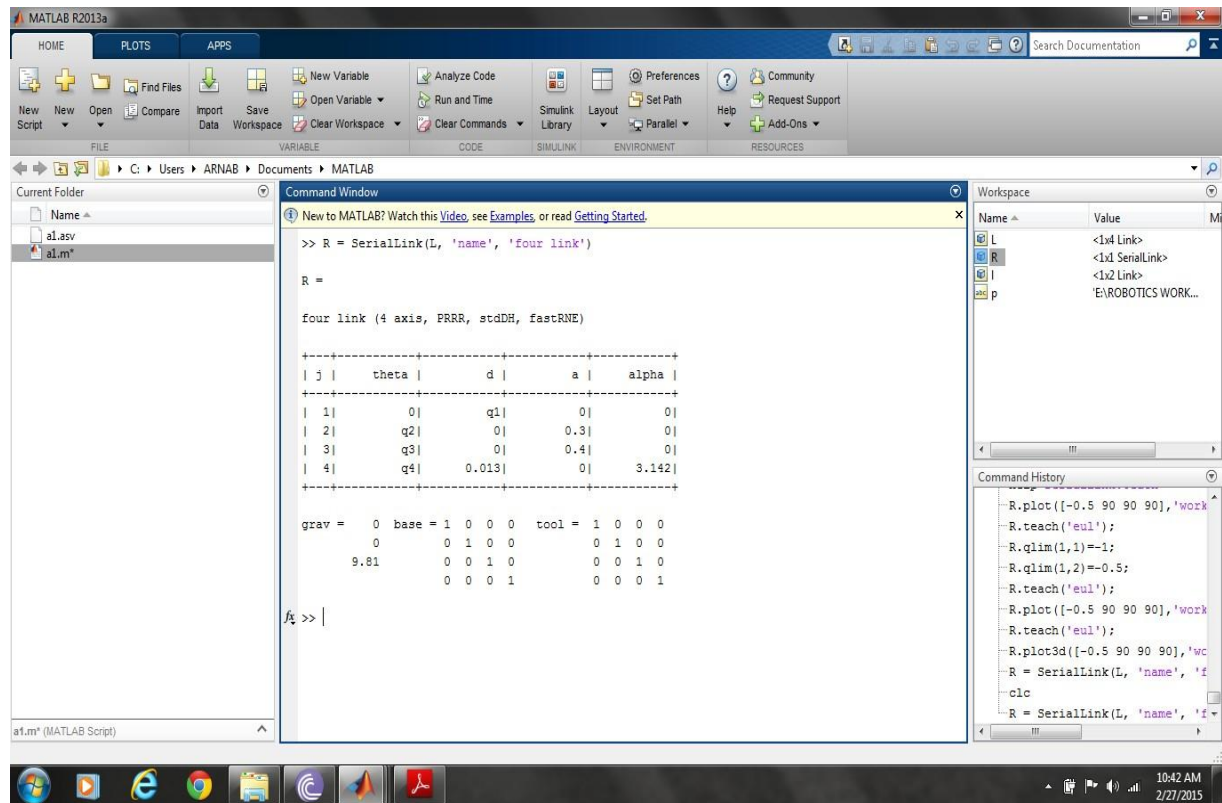 MATLAB R2013a
HOME PLOTS APPS
Search Documentation
New Script
New
Open
Find Files
Compare
Import Data
Save Workspace
New Variable
Open Variable
Clear Workspace
Analyze Code
Run and Time
Clear Commands
Simulink Library
Layout
Preferences
Set Path
Parallel
Help
Community
Request Support
Add-Ons
FILE VARIABLE CODE SIMULINK ENVIRONMENT RESOURCES
C: Users ARNAB Documents MATLAB
Current Folder
Name
a1.asv
a1.m*
a1.m* (MATLAB Script)
Command Window
New to MATLAB? Watch this Video, see Examples, or read Getting Started.
>> R = SerialLink(L, 'name', 'four link')
R =
four link (4 axis, PRRR, stdDH, fastRNE)
+---+-----------+-----------+-----------+-----------+
| j | theta | d | a | alpha |
+---+-----------+-----------+-----------+-----------+
| 1| 0| q1| 0| 0|
| 2| q2| 0| 0.3| 0|
| 3| q3| 0| 0.4| 0|
| 4| q4| 0.013| 0| 3.142|
+---+-----------+-----------+-----------+-----------+
grav = 0 base = 1 0 0 0 tool = 1 0 0 0
0 0 1 0 0 0 1 0 0
9.81 0 0 1 0 0 0 1 0
0 0 0 1 0 0 0 1
fx >>
Workspace
Name Value Mi
L <1x4 Link>
R <1x1 SerialLink>
l <1x2 Link>
abc p 'E:\ROBOTICS WORK...
Command History
R.plot([-0.5 90 90 90],'work
R.teach('eul');
R.qlim(1,1)=-1;
R.qlim(1,2)=-0.5;
R.teach('eul');
R.plot([-0.5 90 90 90],'work
R.teach('eul');
R.plot3d([-0.5 90 90 90],'wo
R = SerialLink(L, 'name', 'f
clc
R = SerialLink(L, 'name', 'f
10:42 AM
2/27/2015